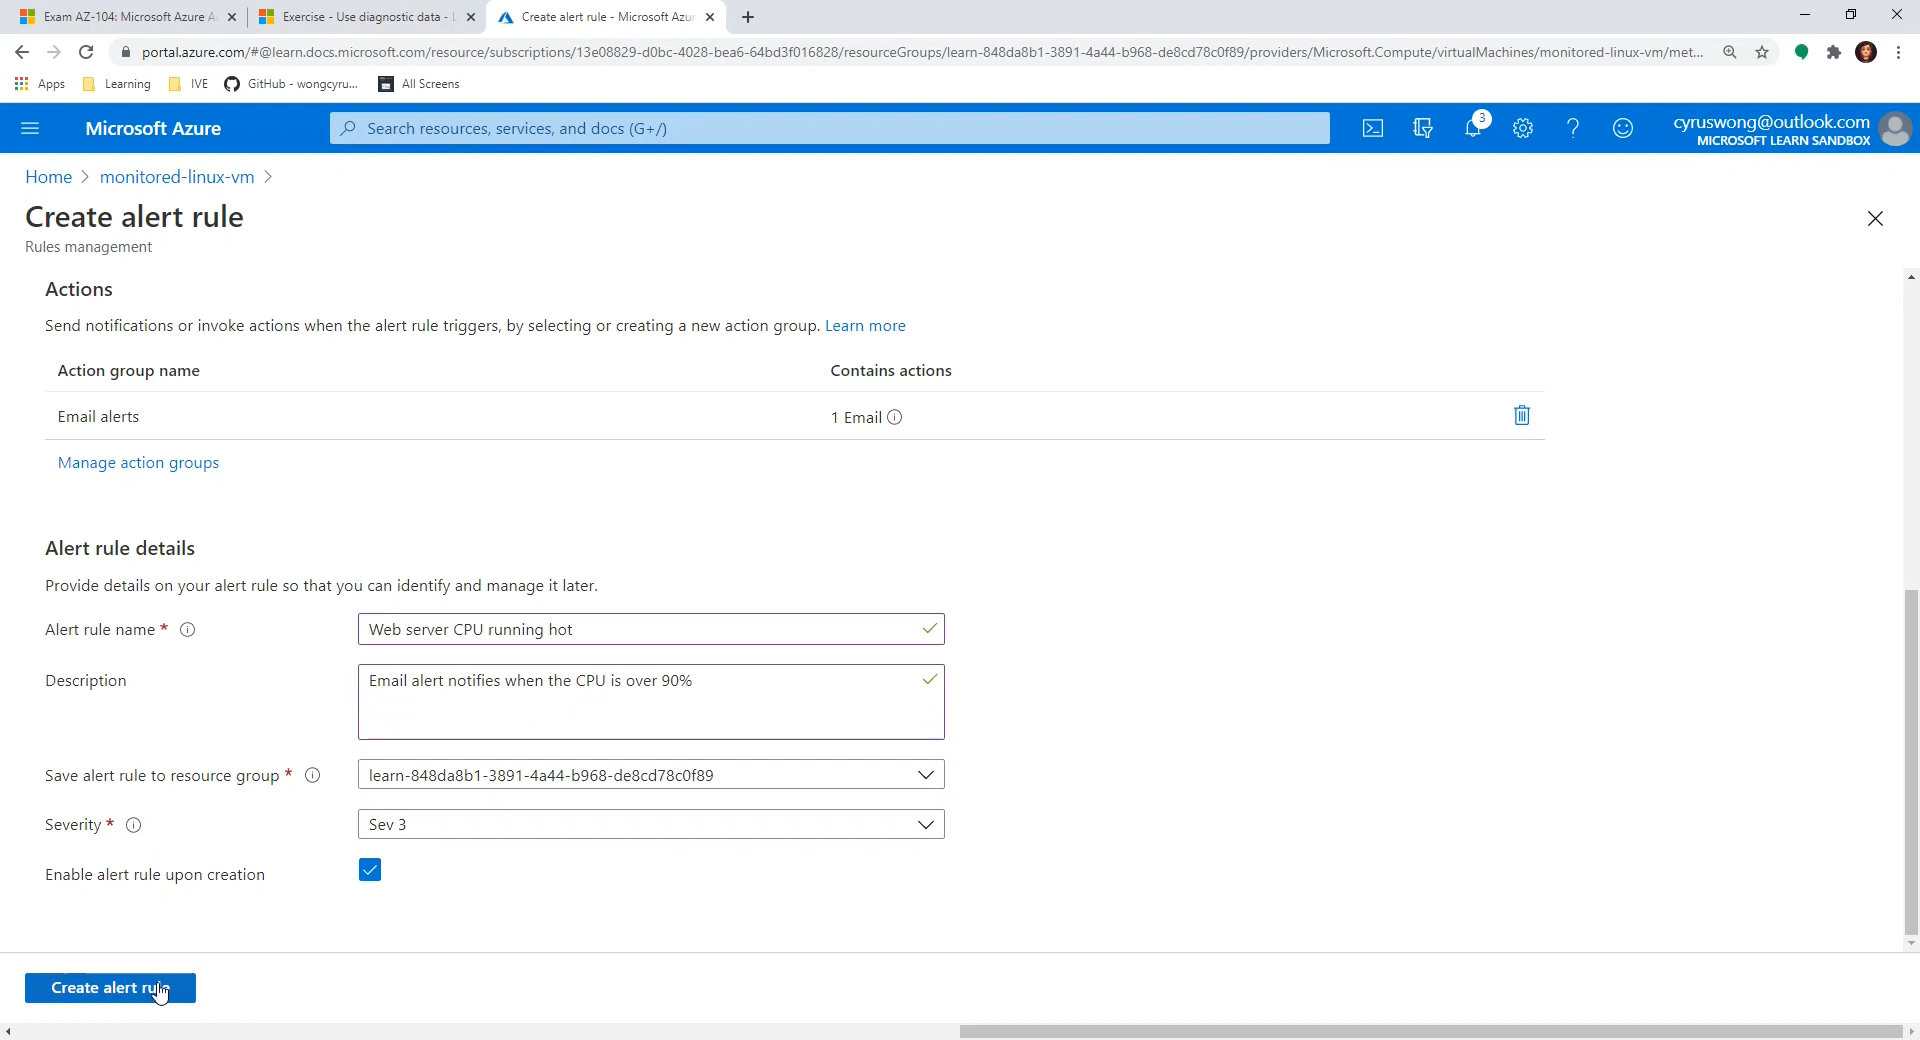 Exam AZ-104: Microsoft Azure A
Exercise - Use diagnostic data - L
Create alert rule - Microsoft Azur
portal.azure.com/#@learn.docs.microsoft.com/resource/subscriptions/13e08829-d0bc-4028-bea6-64bd3f016828/resourceGroups/learn-848da8b1-3891-4a44-b968-de8cd78c0f89/providers/Microsoft.Compute/virtualMachines/monitored-linux-vm/met...
Apps
Learning
IVE
GitHub - wongcyru...
All Screens
Microsoft Azure
Search resources, services, and docs (G+/)
3
cyruswong@outlook.com
MICROSOFT LEARN SANDBOX
Home > monitored-linux-vm >
Create alert rule
Rules management
Actions
Send notifications or invoke actions when the alert rule triggers, by selecting or creating a new action group. Learn more
Action group name
Contains actions
Email alerts
1 Email
Manage action groups
Alert rule details
Provide details on your alert rule so that you can identify and manage it later.
Alert rule name *
Web server CPU running hot
Description
Email alert notifies when the CPU is over 90%
Save alert rule to resource group *
learn-848da8b1-3891-4a44-b968-de8cd78c0f89
Severity *
Sev 3
Enable alert rule upon creation
Create alert rule